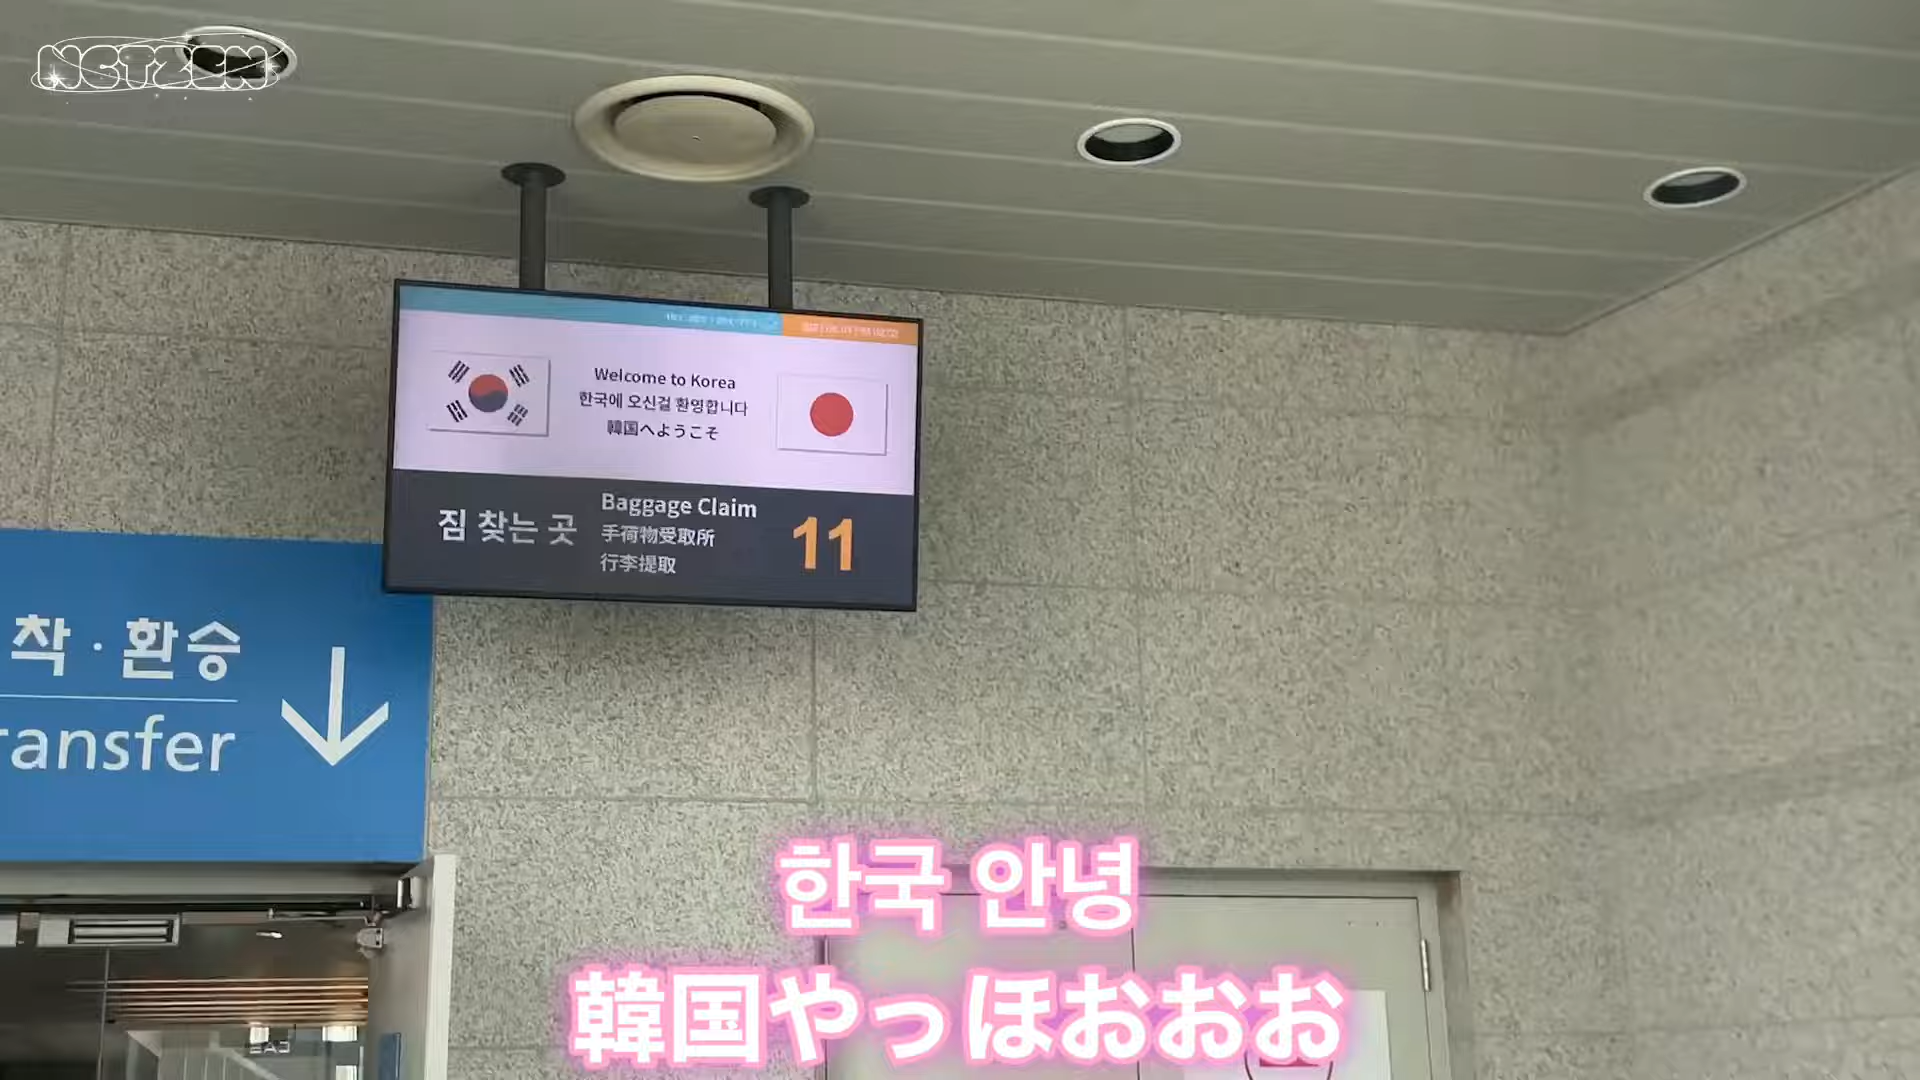 NCTZEN
Welcome to Korea
한국에 오신걸 환영합니다
韓国へようこそ
짐 찾는 곳
Baggage Claim
手荷物受取所
行李提取
11
착·환승
ransfer
한국 안녕
韓国やっほおおお